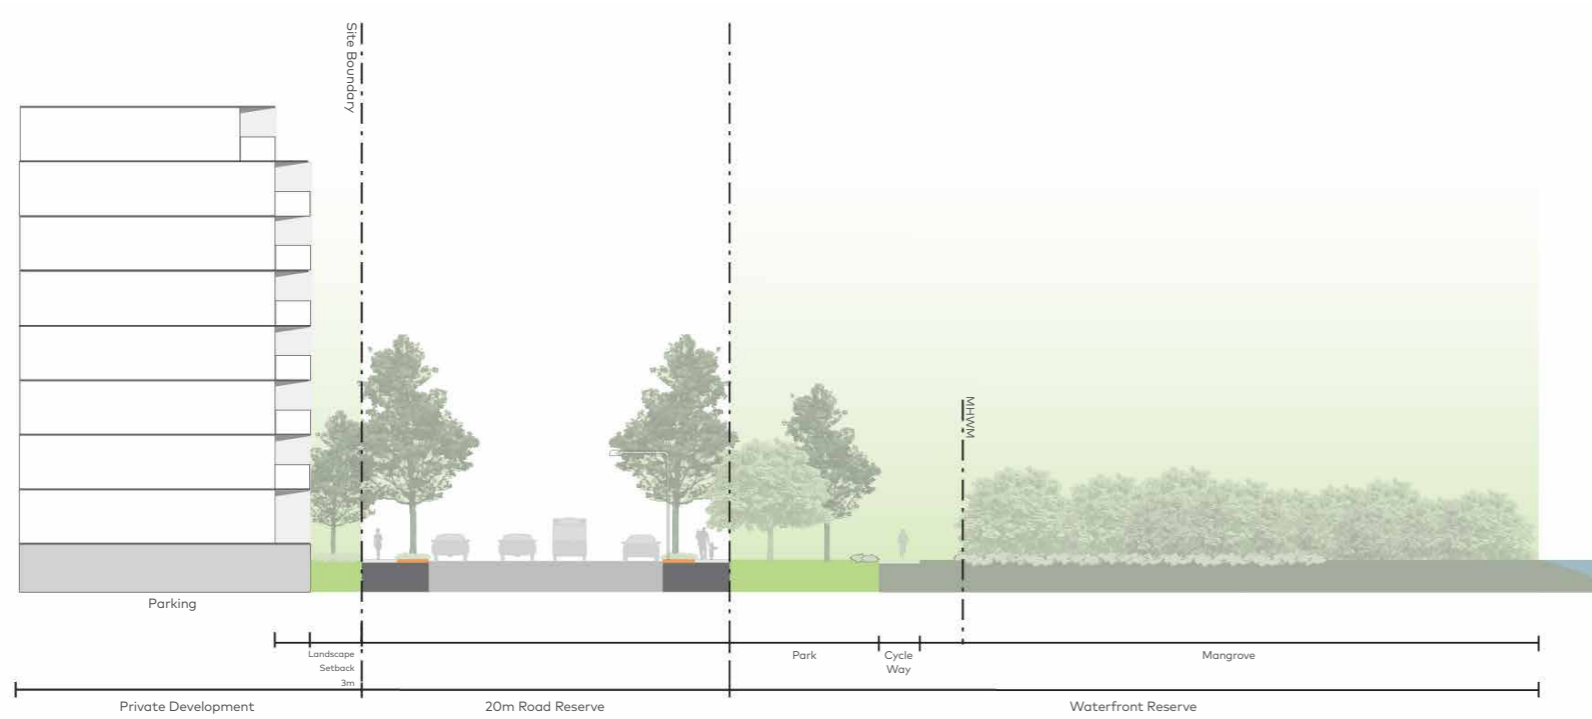 Site Boundary
MHWM
Parking
Landscape
Setback
3m
Park
Cycle
Way
Mangrove
Private Development
20m Road Reserve
Waterfront Reserve